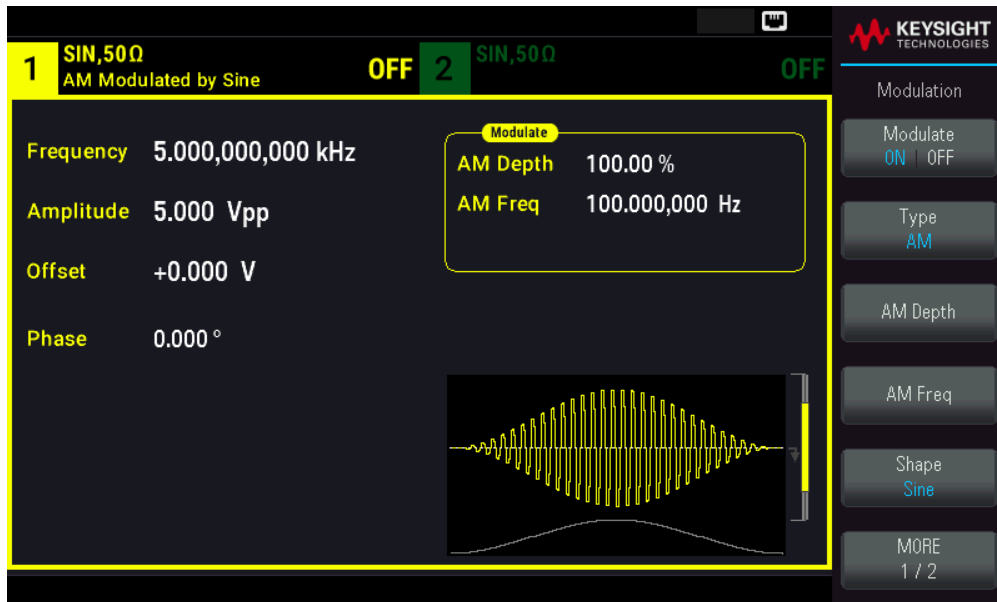 KEYSIGHT
TECHNOLOGIES
1 SIN,50Ω
AM Modulated by Sine OFF
2 SIN,50Ω OFF
Frequency 5.000,000,000 kHz
Amplitude 5.000 Vpp
Offset +0.000 V
Phase 0.000 °
Modulate
AM Depth 100.00 %
AM Freq 100.000,000 Hz
Modulation
Modulate
ON | OFF
Type
AM
AM Depth
AM Freq
Shape
Sine
MORE
1 / 2